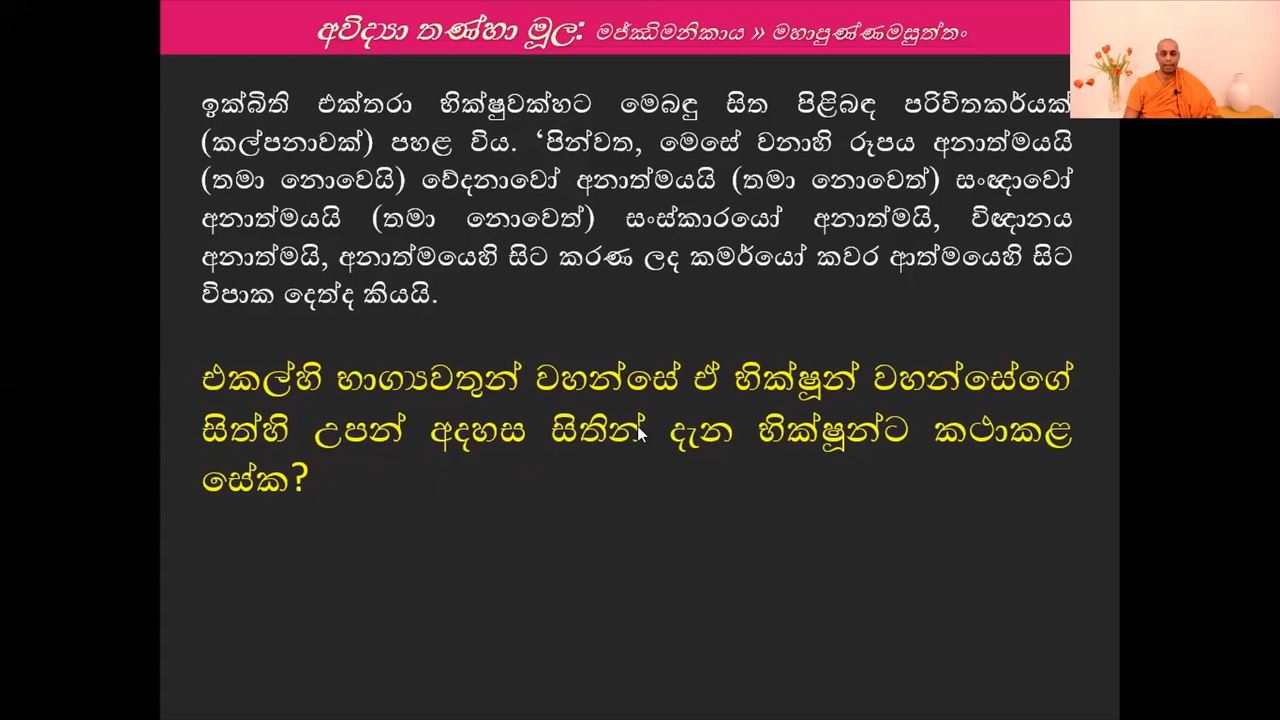 අවිද්‍යා තණ්හා මූල: මජ්ඣිමනිකාය » මහාපුණ්ණමසුත්තං
ඉක්බිති එක්තරා භික්ෂුවක්හට මෙබඳු සිත පිළිබඳ පරිවිතකර්යක්
(කල්පනාවක්) පහළ විය. ‘පින්වත, මෙසේ වනාහි රූපය අනාත්මයයි
(තමා නොවෙයි) වේදනාවෝ අනාත්මයයි (තමා නොවෙත්) සංඥාවෝ
අනාත්මයයි (තමා නොවෙත්) සංස්කාරයෝ අනාත්මයි, විඥානය
අනාත්මයි, අනාත්මයෙහි සිට කරණ ලද කමර්යෝ කවර ආත්මයෙහි සිට
විපාක දෙත්ද කියයි.
එකල්හි භාග්‍යවතුන් වහන්සේ ඒ භික්ෂූන් වහන්සේගේ
සිත්හි උපන් අදහස සිතින් දැන භික්ෂූන්ට කථාකළ
සේක?